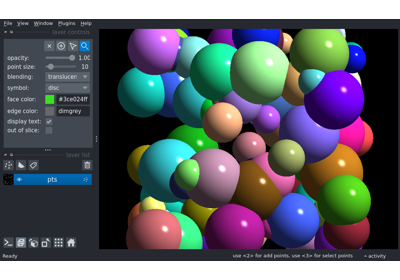 File View Window Plugins Help
layer controls
opacity: 1.00
point size: 10
blending: translucen
symbol: disc
face color: #3ce024ff
edge color: dimgrey
display text:
out of slice:
layer list
pts
Ready use <2> for add points, use <3> for select points activity